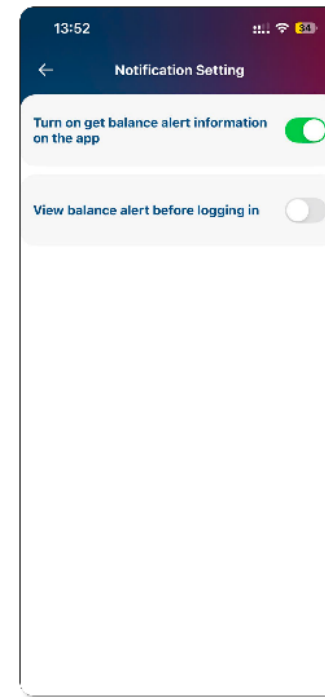 13:52
34
Notification Setting
Turn on get balance alert information
on the app
View balance alert before logging in